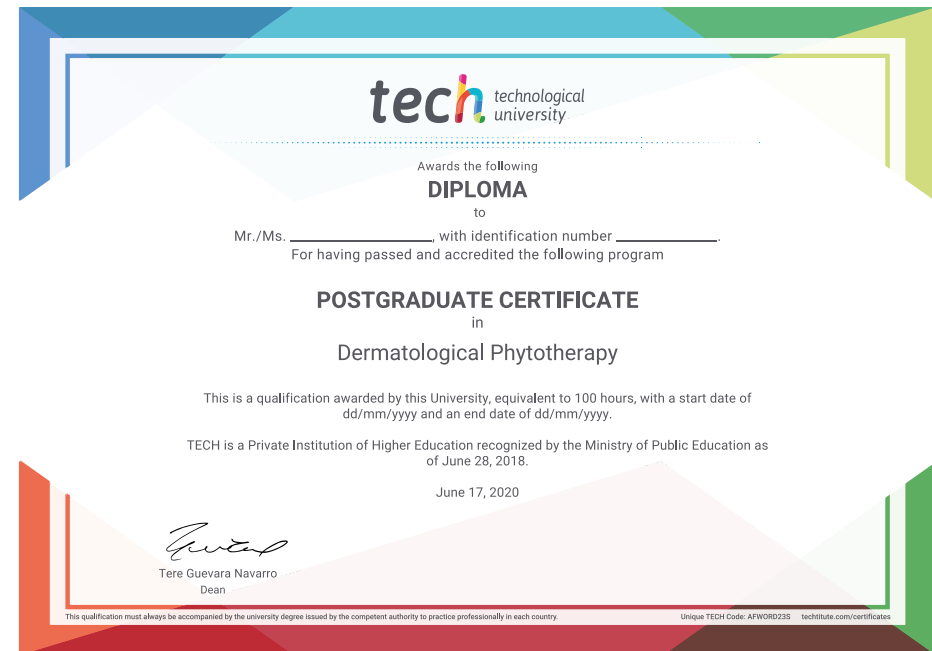 tech technological
university
Awards the following
DIPLOMA
to
Mr./Ms. ________________, with identification number ____________.
For having passed and accredited the following program
POSTGRADUATE CERTIFICATE
in
Dermatological Phytotherapy
This is a qualification awarded by this University, equivalent to 100 hours, with a start date of
dd/mm/yyyy and an end date of dd/mm/yyyy.
TECH is a Private Institution of Higher Education recognized by the Ministry of Public Education as
of June 28, 2018.
June 17, 2020
Tere Guevara Navarro
Dean
This qualification must always be accompanied by the university degree issued by the competent authority to practice professionally in each country.
Unique TECH Code: AFWORD23S techtitute.com/certificates